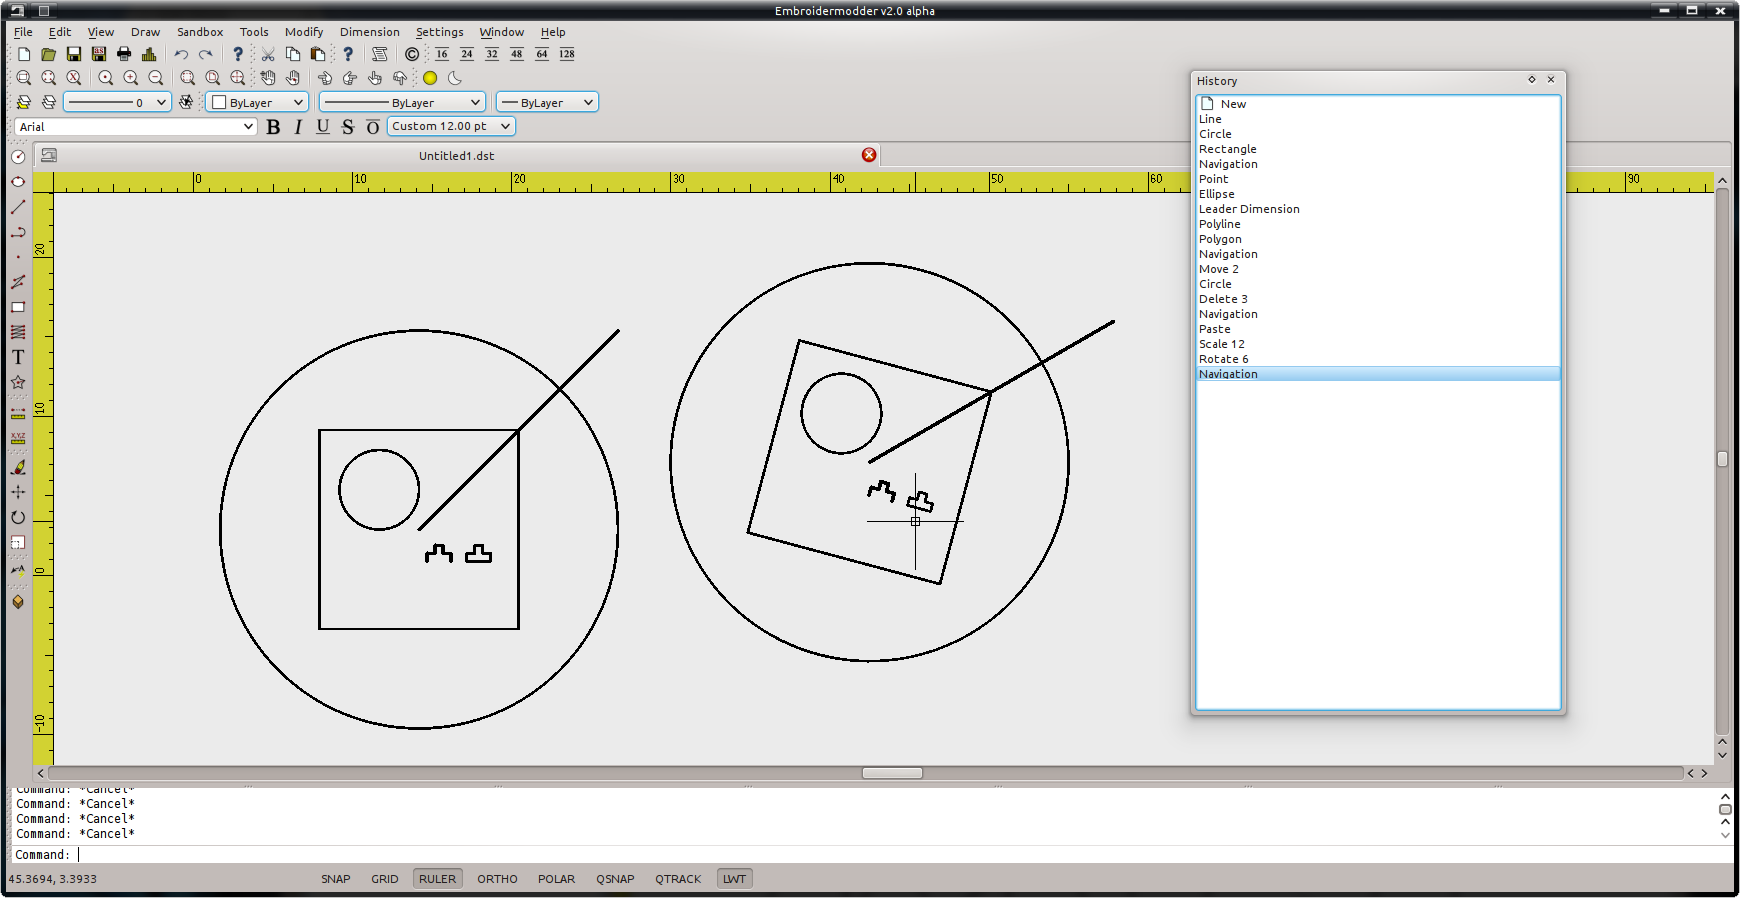 Embroidermodder v2.0 alpha
File Edit View Draw Sandbox Tools Modify Dimension Settings Window Help
16 24 32 48 64 128
0 ByLayer ByLayer ByLayer
Arial B I U S O Custom 12.00 pt
Untitled1.dst
0 10 20 30 40 50 60 90
20
10
0
-10
T
X,Y,Z
History
New
Line
Circle
Rectangle
Navigation
Point
Ellipse
Leader Dimension
Polyline
Polygon
Navigation
Move 2
Circle
Delete 3
Navigation
Paste
Scale 12
Rotate 6
Navigation
Command: *Cancel*
Command: *Cancel*
Command: *Cancel*
Command: *Cancel*
Command:
45.3694, 3.3933 SNAP GRID RULER ORTHO POLAR QSNAP QTRACK LWT